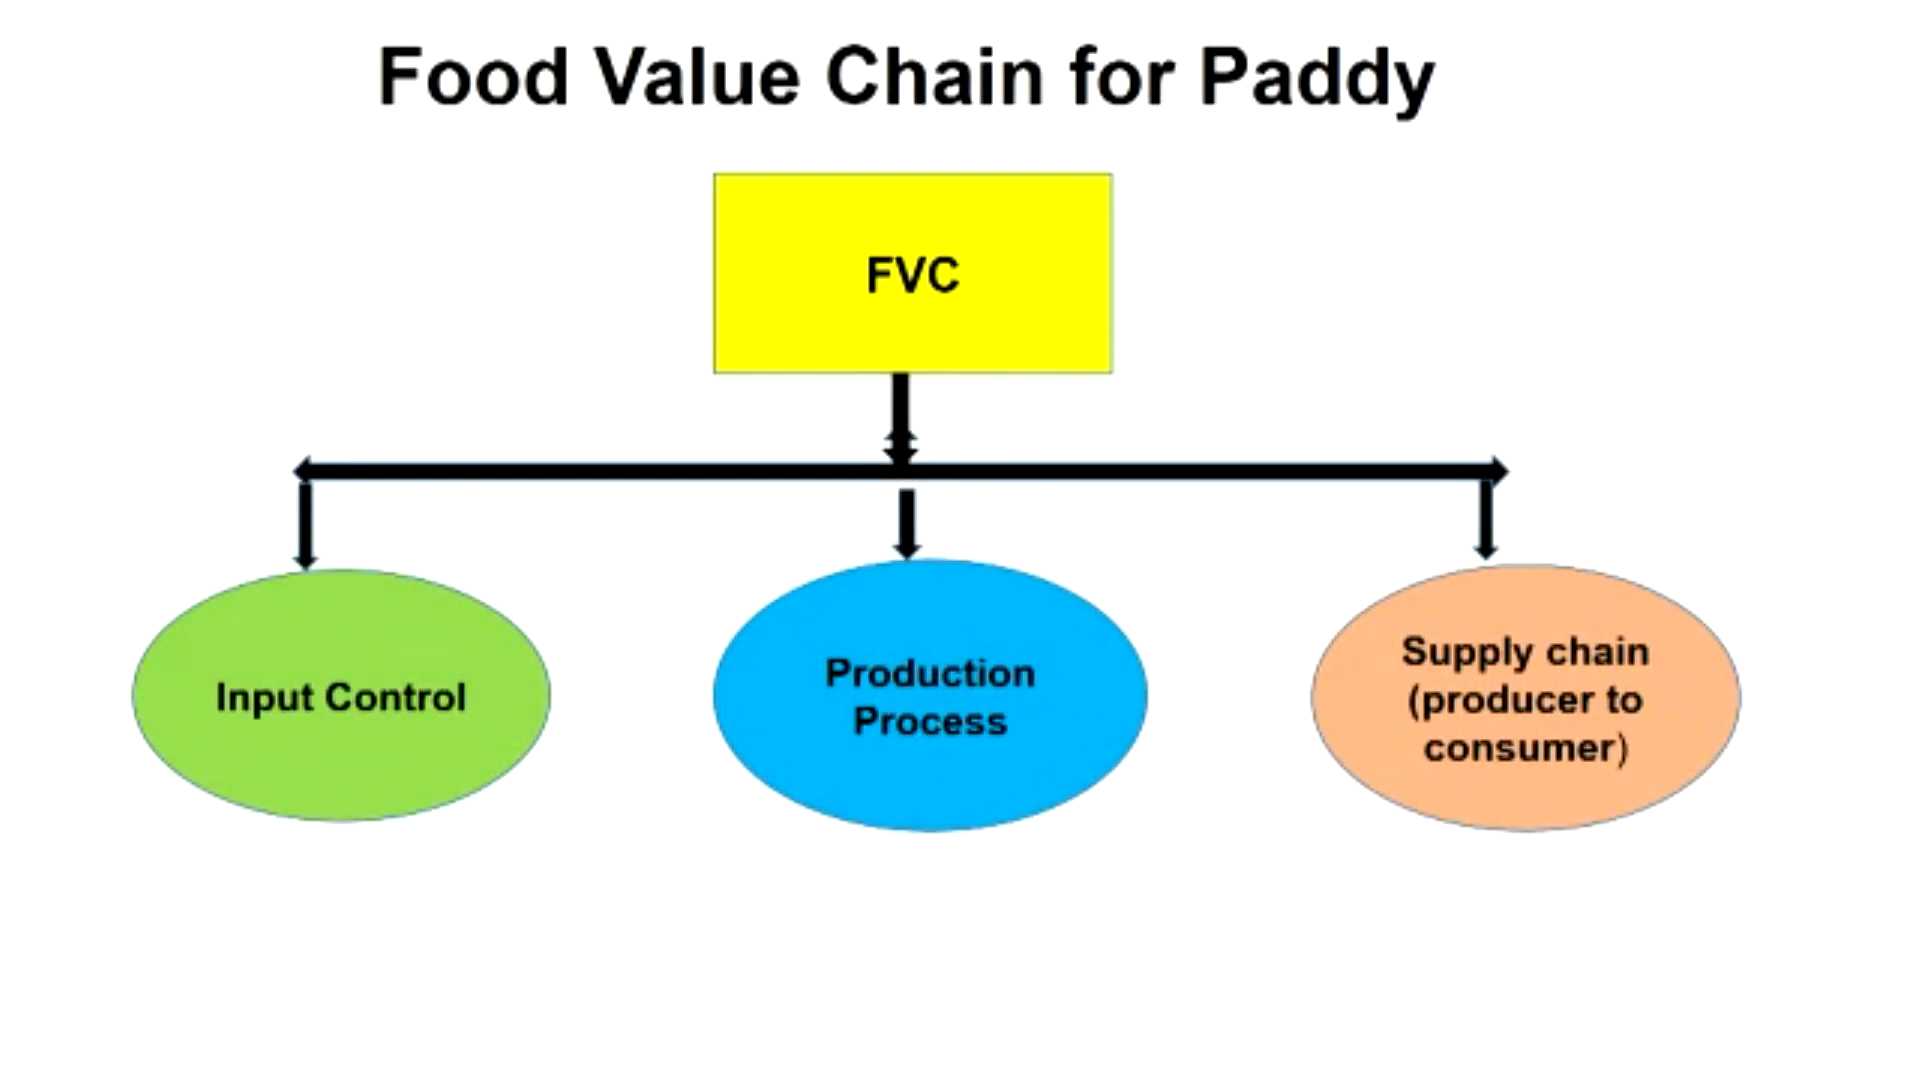 Food Value Chain for Paddy
FVC
Input Control
Production
Process
Supply chain
(producer to
consumer)